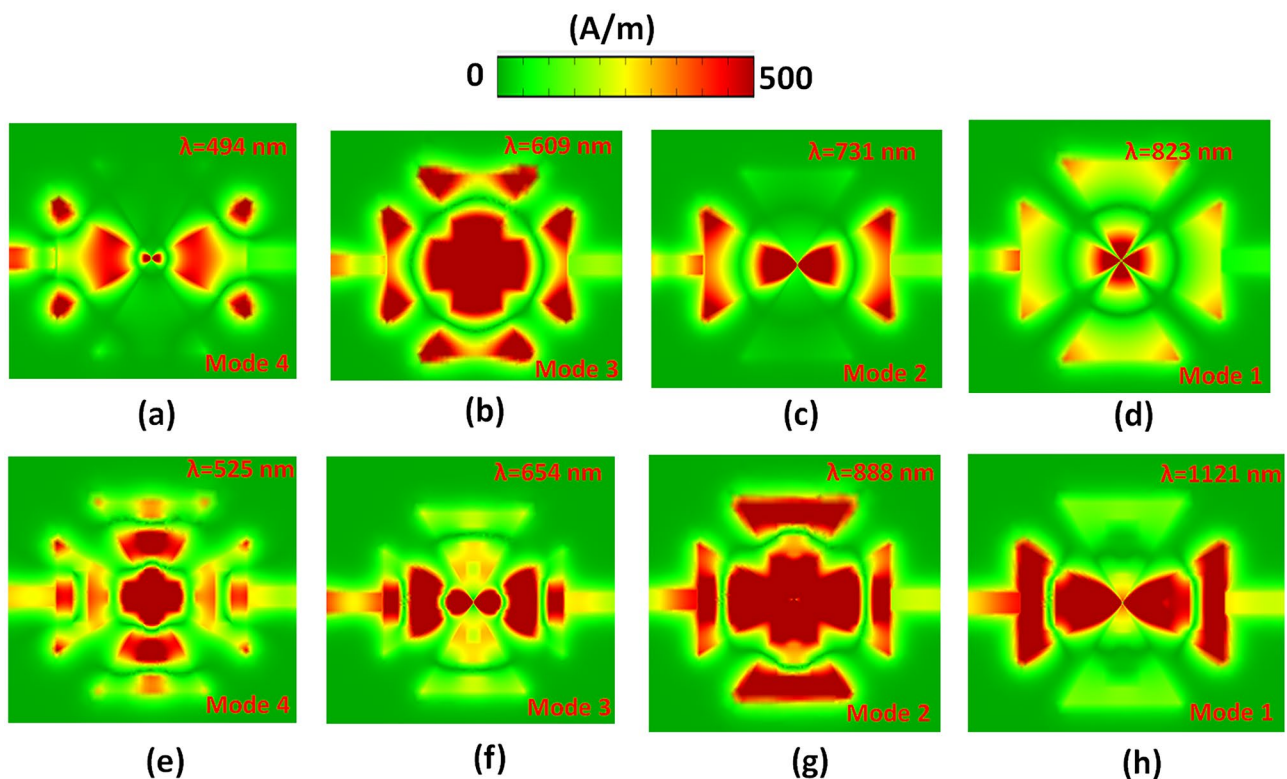 (A/m)
0 500
λ=494 nm
Mode 4
(a)
λ=609 nm
Mode 3
(b)
λ=731 nm
Mode 2
(c)
λ=823 nm
Mode 1
(d)
λ=525 nm
Mode 4
(e)
λ=654 nm
Mode 3
(f)
λ=888 nm
Mode 2
(g)
λ=1121 nm
Mode 1
(h)